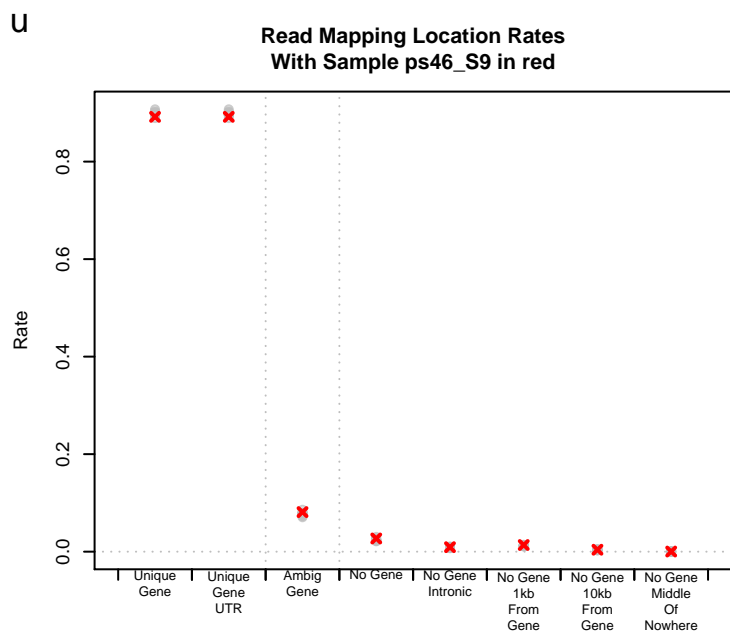 u
Read Mapping Location Rates
With Sample ps46_S9 in red
Rate
0.8
0.6
0.4
0.2
0.0
Unique
Gene
Unique
Gene
UTR
Ambig
Gene
No Gene
No Gene
Intronic
No Gene
1kb
From
Gene
No Gene
10kb
From
Gene
No Gene
Middle
Of
Nowhere